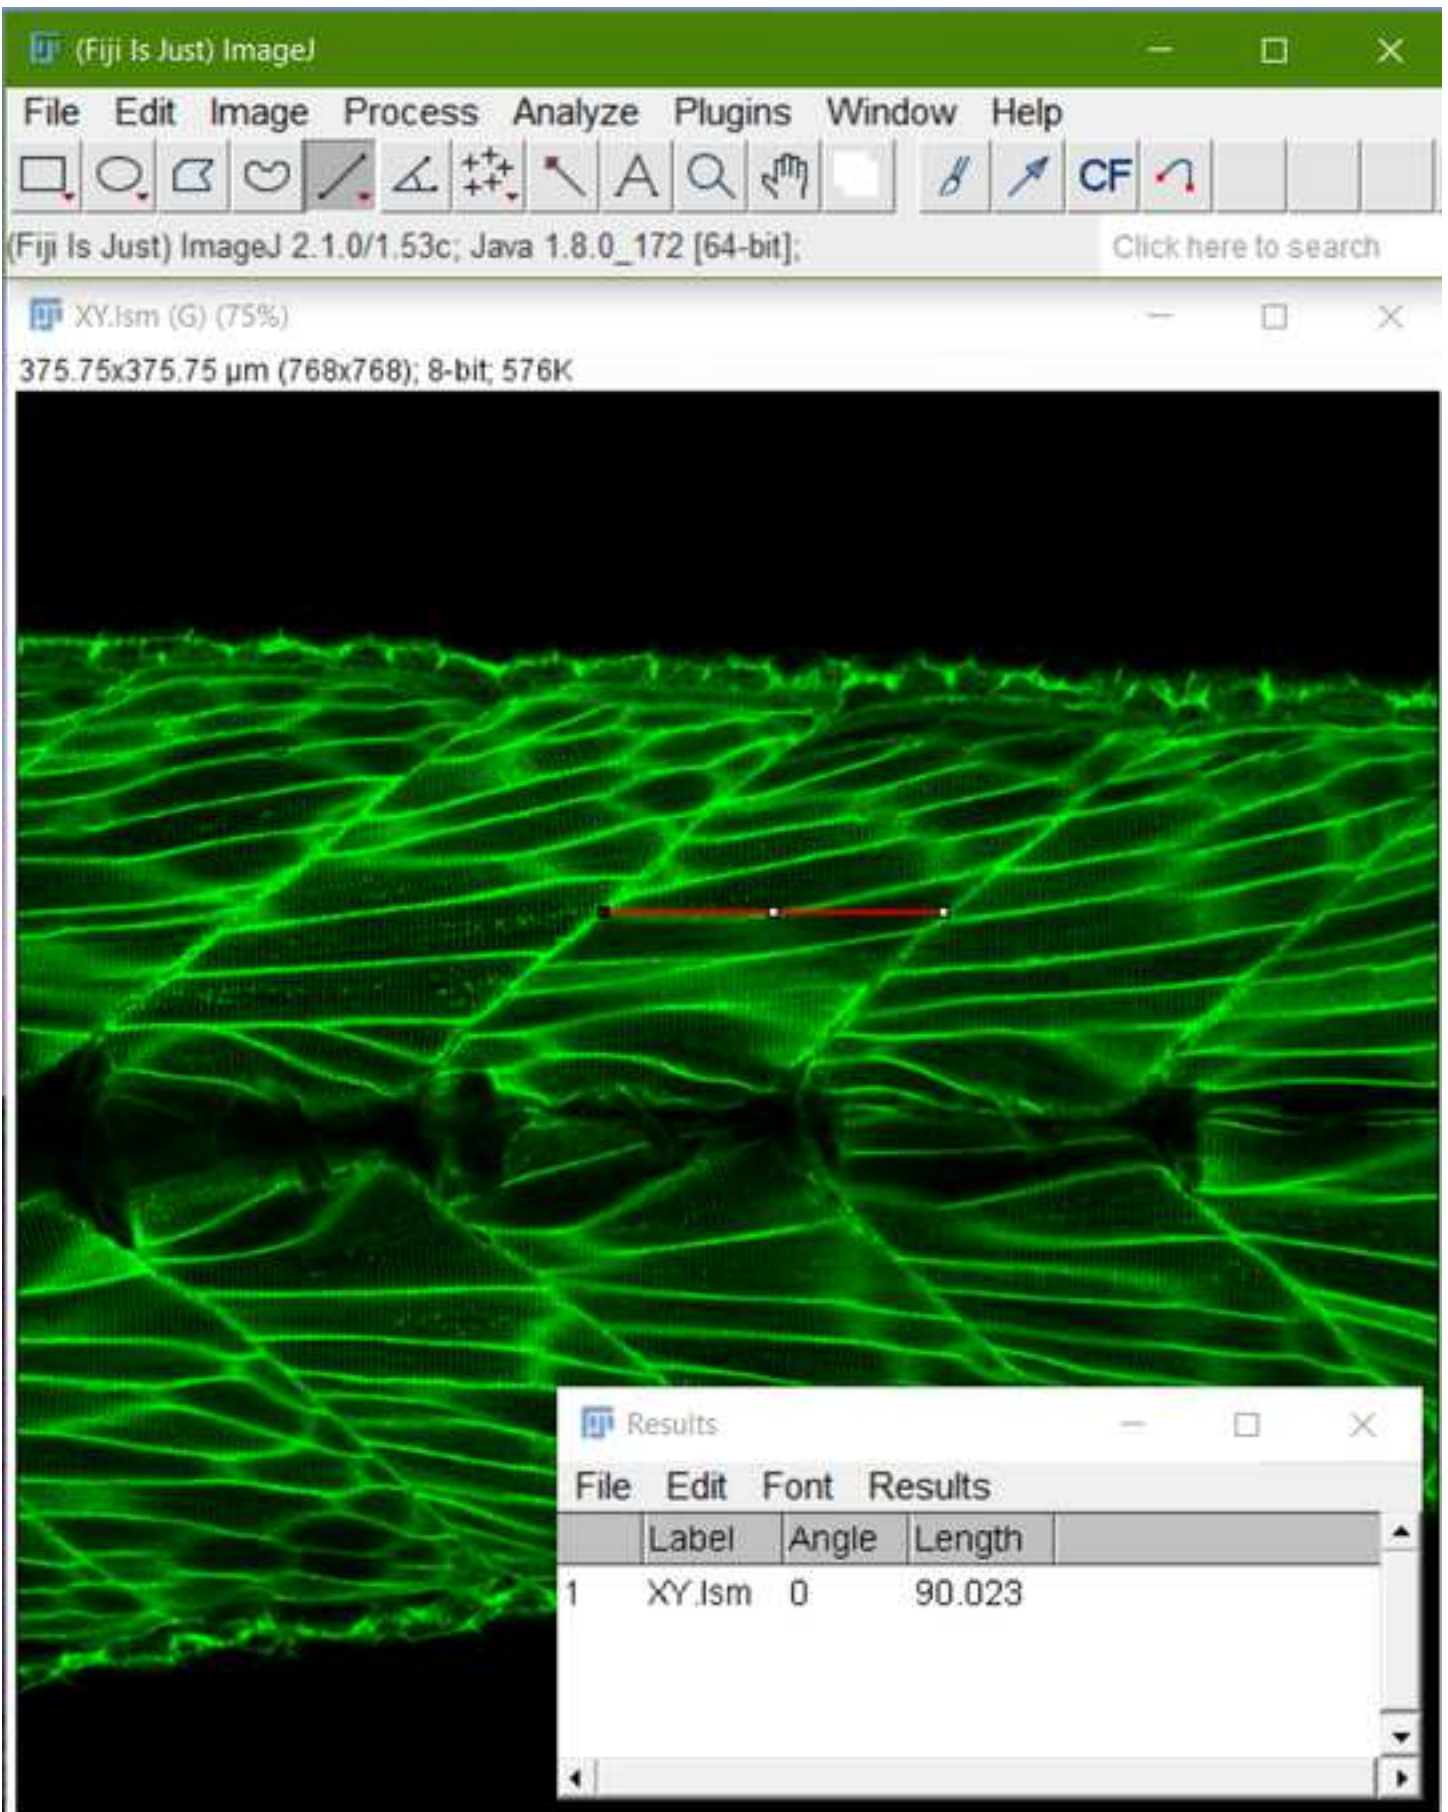 (Fiji Is Just) ImageJ
File Edit Image Process Analyze Plugins Window Help
A CF
(Fiji Is Just) ImageJ 2.1.0/1.53c; Java 1.8.0_172 [64-bit];
Click here to search
XY.lsm (G) (75%)
375.75x375.75 µm (768x768); 8-bit; 576K
Results
File Edit Font Results
Label Angle Length
1 XY.lsm 0 90.023